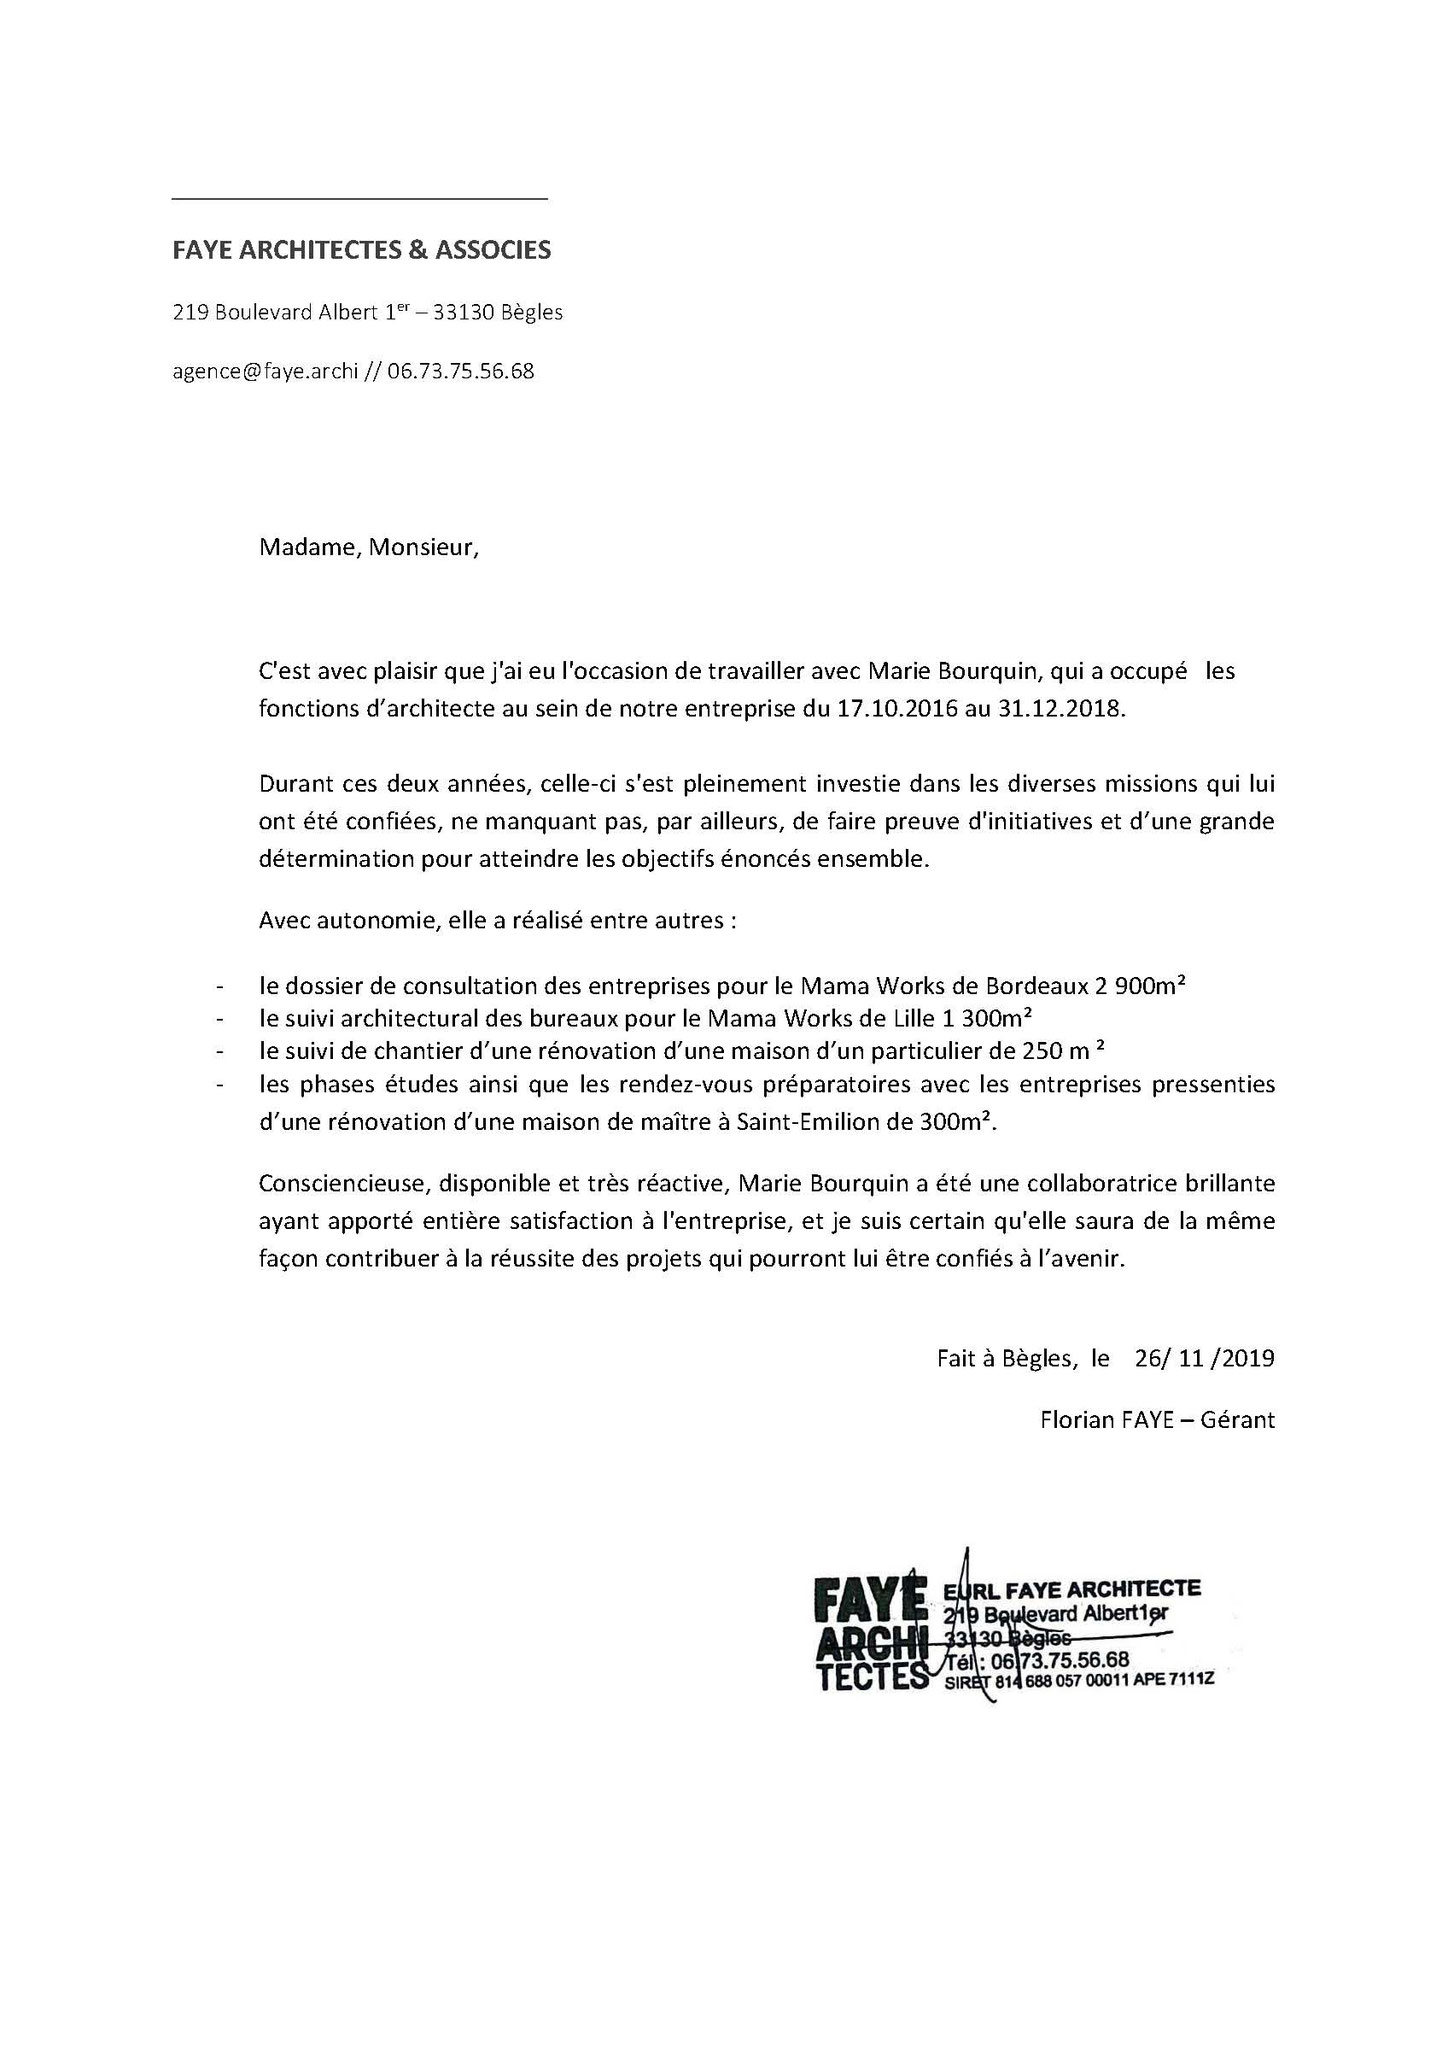 FAYE ARCHITECTES & ASSOCIES
219 Boulevard Albert 1er – 33130 Bègles
agence@faye.archi // 06.73.75.56.68
Madame, Monsieur,
C'est avec plaisir que j'ai eu l'occasion de travailler avec Marie Bourquin, qui a occupé les
fonctions d’architecte au sein de notre entreprise du 17.10.2016 au 31.12.2018.
Durant ces deux années, celle-ci s'est pleinement investie dans les diverses missions qui lui
ont été confiées, ne manquant pas, par ailleurs, de faire preuve d'initiatives et d’une grande
détermination pour atteindre les objectifs énoncés ensemble.
Avec autonomie, elle a réalisé entre autres :
- le dossier de consultation des entreprises pour le Mama Works de Bordeaux 2 900m²
- le suivi architectural des bureaux pour le Mama Works de Lille 1 300m²
- le suivi de chantier d’une rénovation d’une maison d’un particulier de 250 m ²
- les phases études ainsi que les rendez-vous préparatoires avec les entreprises pressenties
d’une rénovation d’une maison de maître à Saint-Emilion de 300m².
Consciencieuse, disponible et très réactive, Marie Bourquin a été une collaboratrice brillante
ayant apporté entière satisfaction à l'entreprise, et je suis certain qu'elle saura de la même
façon contribuer à la réussite des projets qui pourront lui être confiés à l’avenir.
Fait à Bègles, le 26/ 11 /2019
Florian FAYE – Gérant
FAYE
ARCHI
TECTES
EURL FAYE ARCHITECTE
219 Boulevard Albert1er
33130 Bègles
Tél : 06.73.75.56.68
SIRET 814 688 057 00011 APE 7111Z